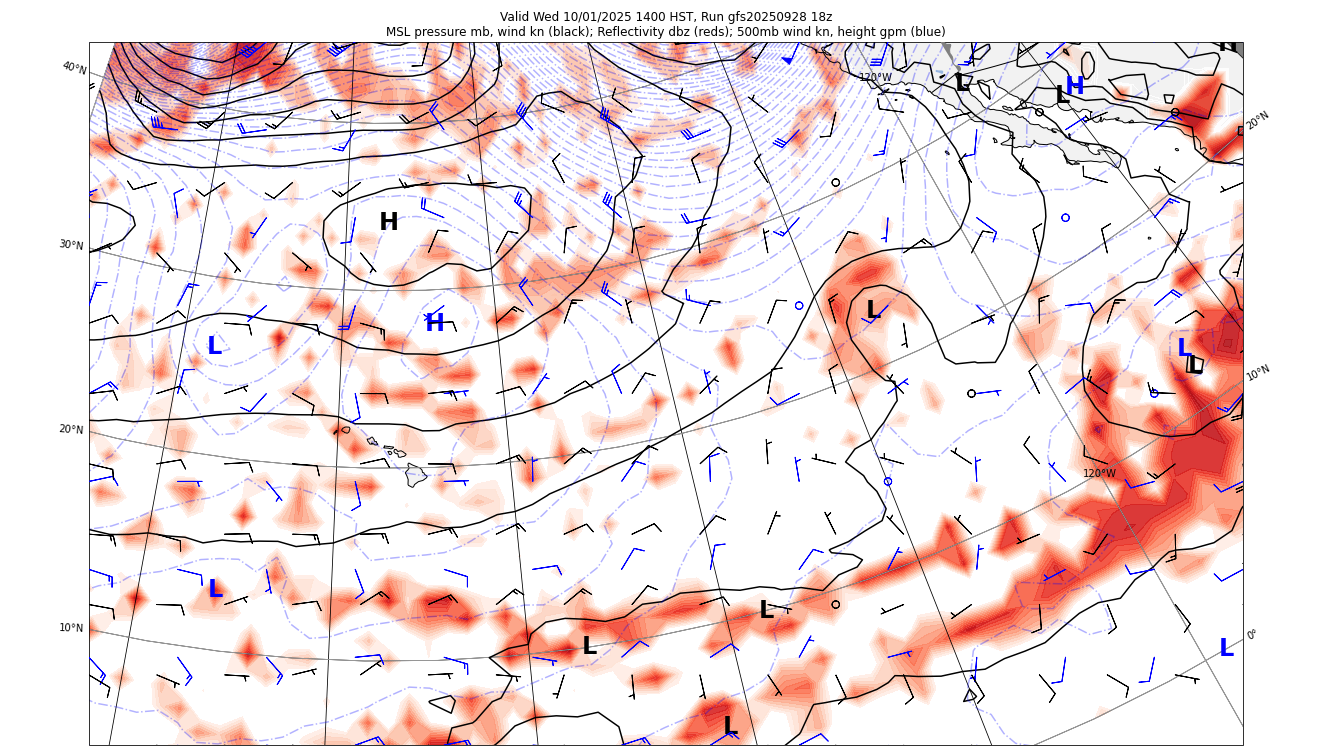 Valid Wed 10/01/2025 1400 HST, Run gfs20250928 18z
MSL pressure mb, wind kn (black); Reflectivity dbz (reds); 500mb wind kn, height gpm (blue)
H
40°N
120°W
L
L
H
20°N
H
30°N
L
H
L
L
L
10°N
20°N
120°W
L
L
10°N
L
0°
L
L